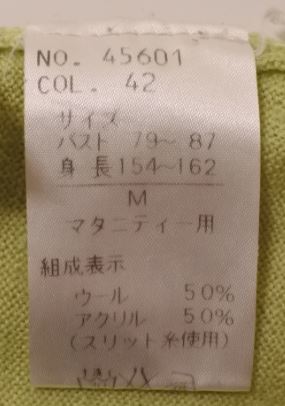 NO. 45601
COL. 42
サイズ
バスト 79~ 87
身 長154~162
M
マタニティー用
組成表示
ウール 50%
アクリル 50%
(スリット糸使用)